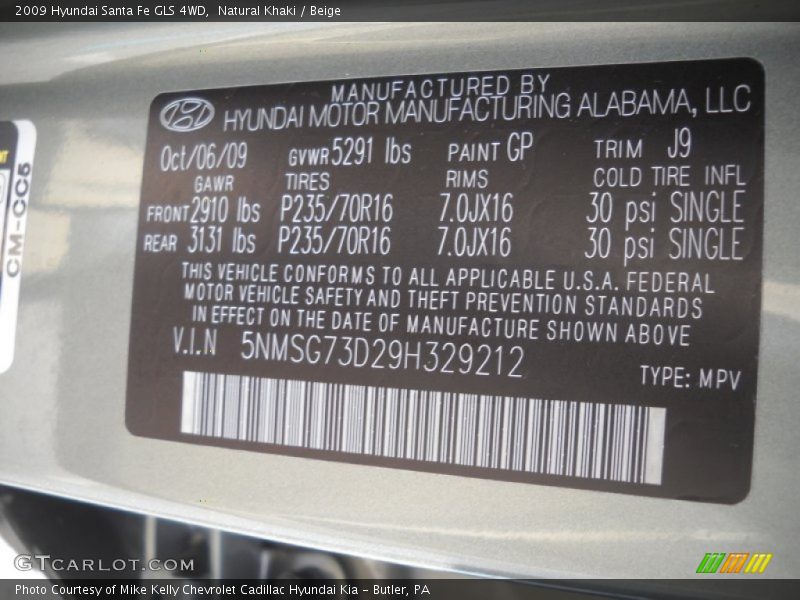 2009 Hyundai Santa Fe GLS 4WD,  Natural Khaki / Beige
MANUFACTURED BY
HYUNDAI MOTOR MANUFACTURING ALABAMA, LLC
Oct/06/09 GVWR 5291 lbs PAINT GP TRIM J9
GAWR TIRES RIMS COLD TIRE INFL
FRONT 2910 lbs P235/70R16 7.0JX16 30 psi SINGLE
REAR 3131 lbs P235/70R16 7.0JX16 30 psi SINGLE
THIS VEHICLE CONFORMS TO ALL APPLICABLE U.S.A. FEDERAL
MOTOR VEHICLE SAFETY AND THEFT PREVENTION STANDARDS
IN EFFECT ON THE DATE OF MANUFACTURE SHOWN ABOVE
V.I.N 5NMSG73D29H329212
TYPE: MPV
CM-CC5
GTCARLOT.COM
Photo Courtesy of Mike Kelly Chevrolet Cadillac Hyundai Kia – Butler, PA